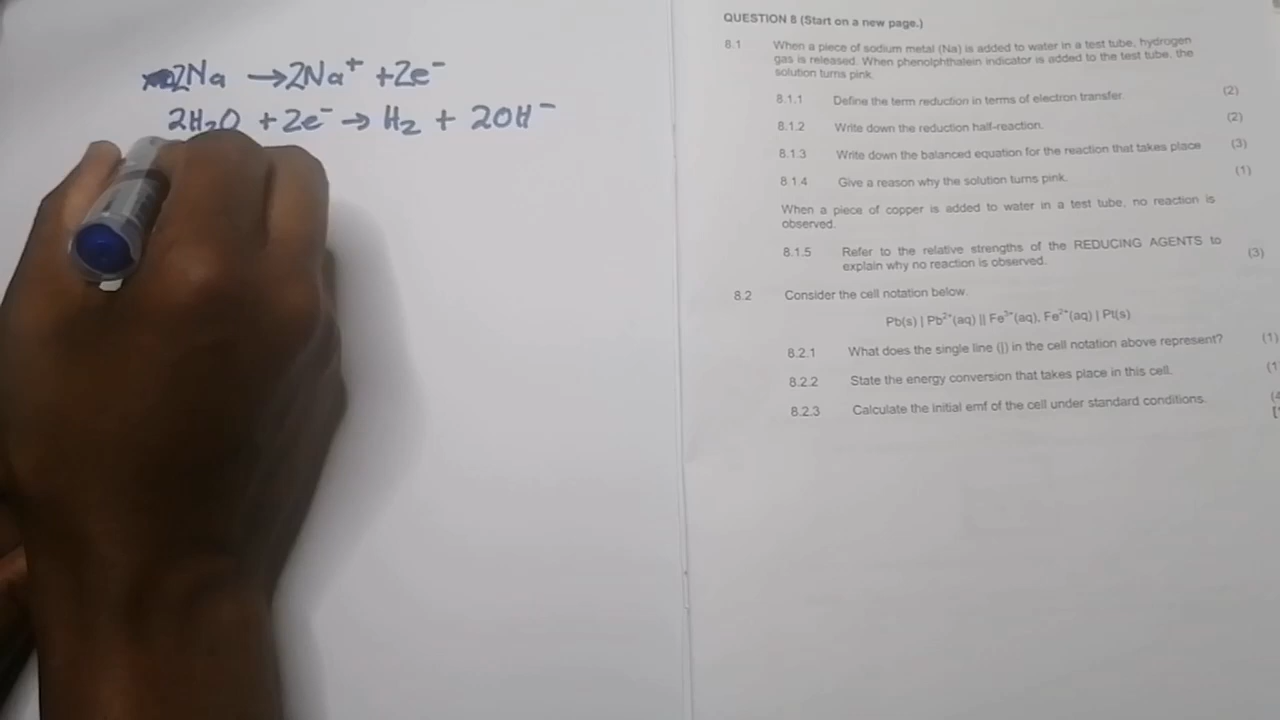 2Na → 2Na⁺ + 2e⁻
2H₂O + 2e⁻ → H₂ + 2OH⁻
QUESTION 8 (Start on a new page.)
8.1 When a piece of sodium metal (Na) is added to water in a test tube, hydrogen
gas is released. When phenolphthalein indicator is added to the test tube, the
solution turns pink.
8.1.1 Define the term reduction in terms of electron transfer. (2)
8.1.2 Write down the reduction half-reaction. (2)
8.1.3 Write down the balanced equation for the reaction that takes place (3)
8.1.4 Give a reason why the solution turns pink. (1)
When a piece of copper is added to water in a test tube, no reaction is
observed.
8.1.5 Refer to the relative strengths of the REDUCING AGENTS to
explain why no reaction is observed. (3)
8.2 Consider the cell notation below.
Pb(s) | Pb²⁺(aq) || Fe³⁺(aq), Fe²⁺(aq) | Pt(s)
8.2.1 What does the single line (|) in the cell notation above represent? (1)
8.2.2 State the energy conversion that takes place in this cell. (1
8.2.3 Calculate the initial emf of the cell under standard conditions. (4